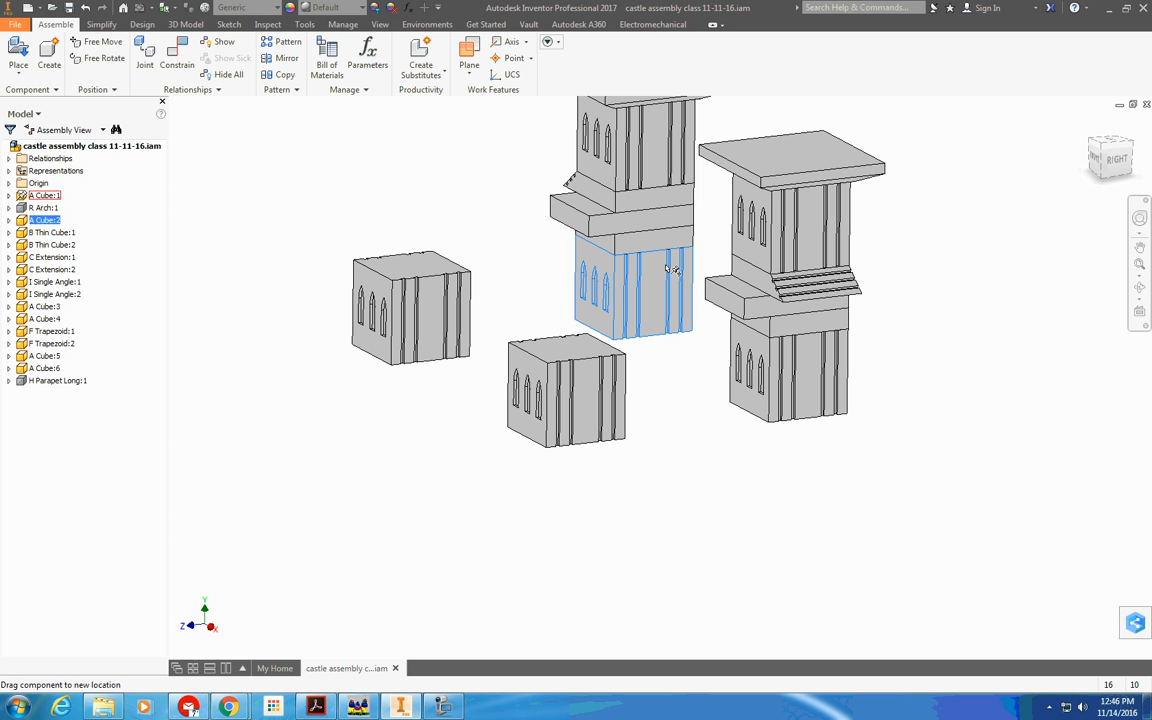 Generic
Default
Autodesk Inventor Professional 2017 castle assembly class 11-11-16.iam
Search Help & Commands...
Sign In
File Assemble Simplify Design 3D Model Sketch Inspect Tools Manage View Environments Get Started Vault Autodesk A360 Electromechanical
Place
Create
Free Move
Free Rotate
Joint
Constrain
Show
Show Sick
Hide All
Pattern
Mirror
Copy
Bill of Materials
Parameters
Create Substitutes
Plane
Axis
Point
UCS
Component Position Relationships Pattern Manage Productivity Work Features
Model
Assembly View
castle assembly class 11-11-16.iam
Relationships
Representations
Origin
A Cube:1
R Arch:1
A Cube:2
B Thin Cube:1
B Thin Cube:2
C Extension:1
C Extension:2
I Single Angle:1
I Single Angle:2
A Cube:3
A Cube:4
F Trapezoid:1
F Trapezoid:2
A Cube:5
A Cube:6
H Parapet Long:1
RIGHT
Y
Z
X
My Home
castle assembly c...iam
Drag component to new location
16 10
12:46 PM
11/14/2016